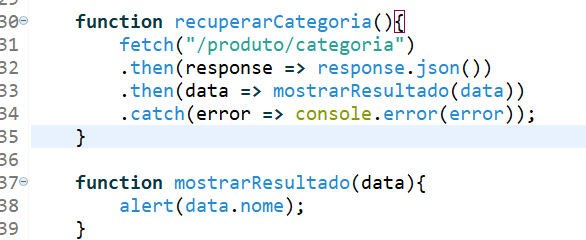 30 function recuperarCategoria(){
31 fetch("/produto/categoria")
32 .then(response => response.json())
33 .then(data => mostrarResultado(data))
34 .catch(error => console.error(error));
35 }
36
37 function mostrarResultado(data){
38 alert(data.nome);
39 }